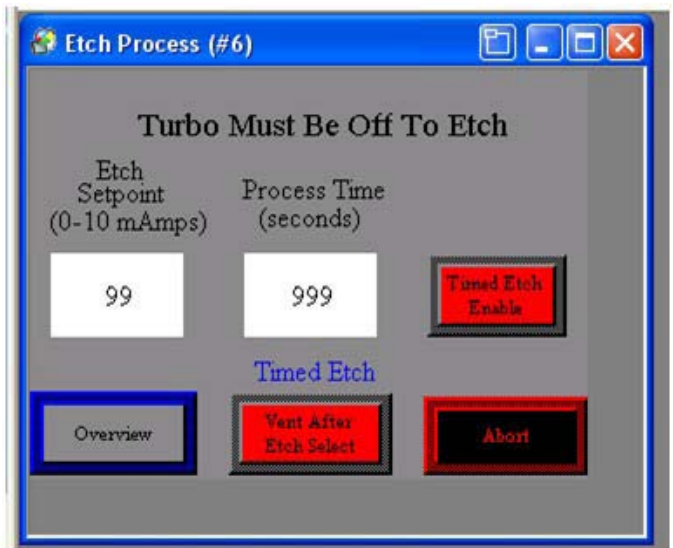 Etch Process (#6)
Turbo Must Be Off To Etch
Etch
Setpoint
(0-10 mAmps)
Process Time
(seconds)
99
999
Timed Etch
Enable
Timed Etch
Overview
Vent After
Etch Select
Abort